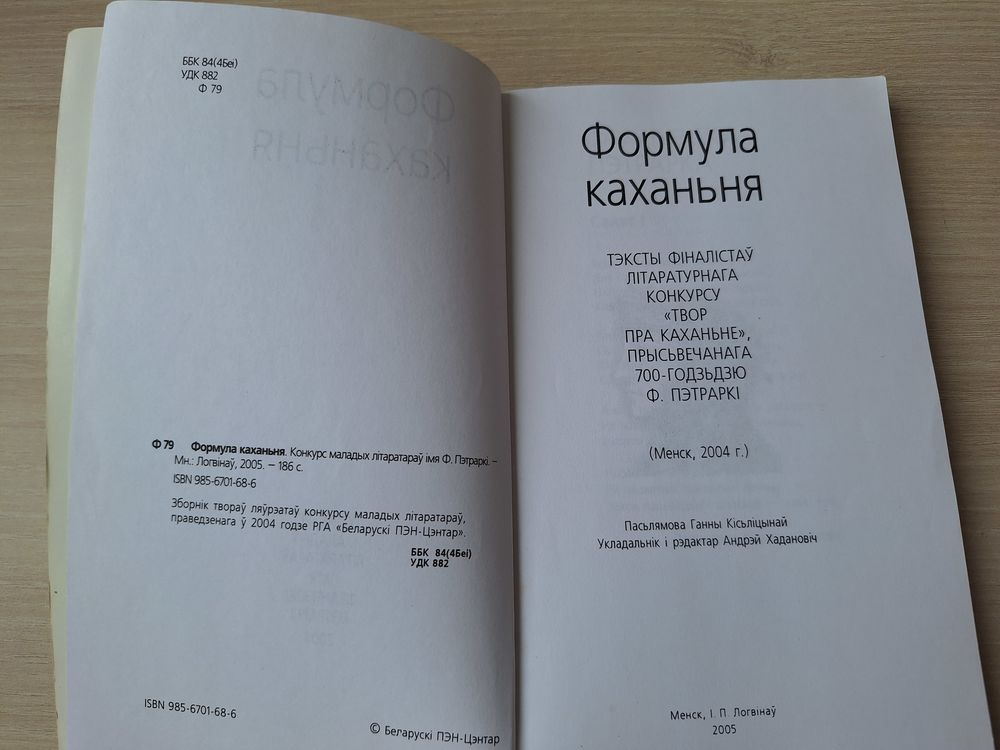 ББК 84(4Беі)
УДК 882
Ф 79
Ф 79 Формула каханьня. Конкурс маладых літаратараў імя Ф. Пэтраркі. –
Мн.: Логвінаў, 2005. – 186 с.
ISBN 985-6701-68-6
Зборнік твораў ляўрэатаў конкурсу маладых літаратараў,
праведзенага ў 2004 годзе РГА «Беларускі ПЭН-Цэнтар».
ББК 84(4Беі)
УДК 882
ISBN 985-6701-68-6
© Беларускі ПЭН-Цэнтар
Формула
каханьня
ТЭКСТЫ ФІНАЛІСТАЎ
ЛІТАРАТУРНАГА
КОНКУРСУ
«ТВОР
ПРА КАХАНЬНЕ»,
ПРЫСЬВЕЧАНАГА
700-ГОДЗЬДЗЮ
Ф. ПЭТРАРКІ
(Менск, 2004 г.)
Пасьлямова Ганны Кісьліцынай
Укладальнік і рэдактар Андрэй Хадановіч
Менск, І. П. Логвінаў
2005